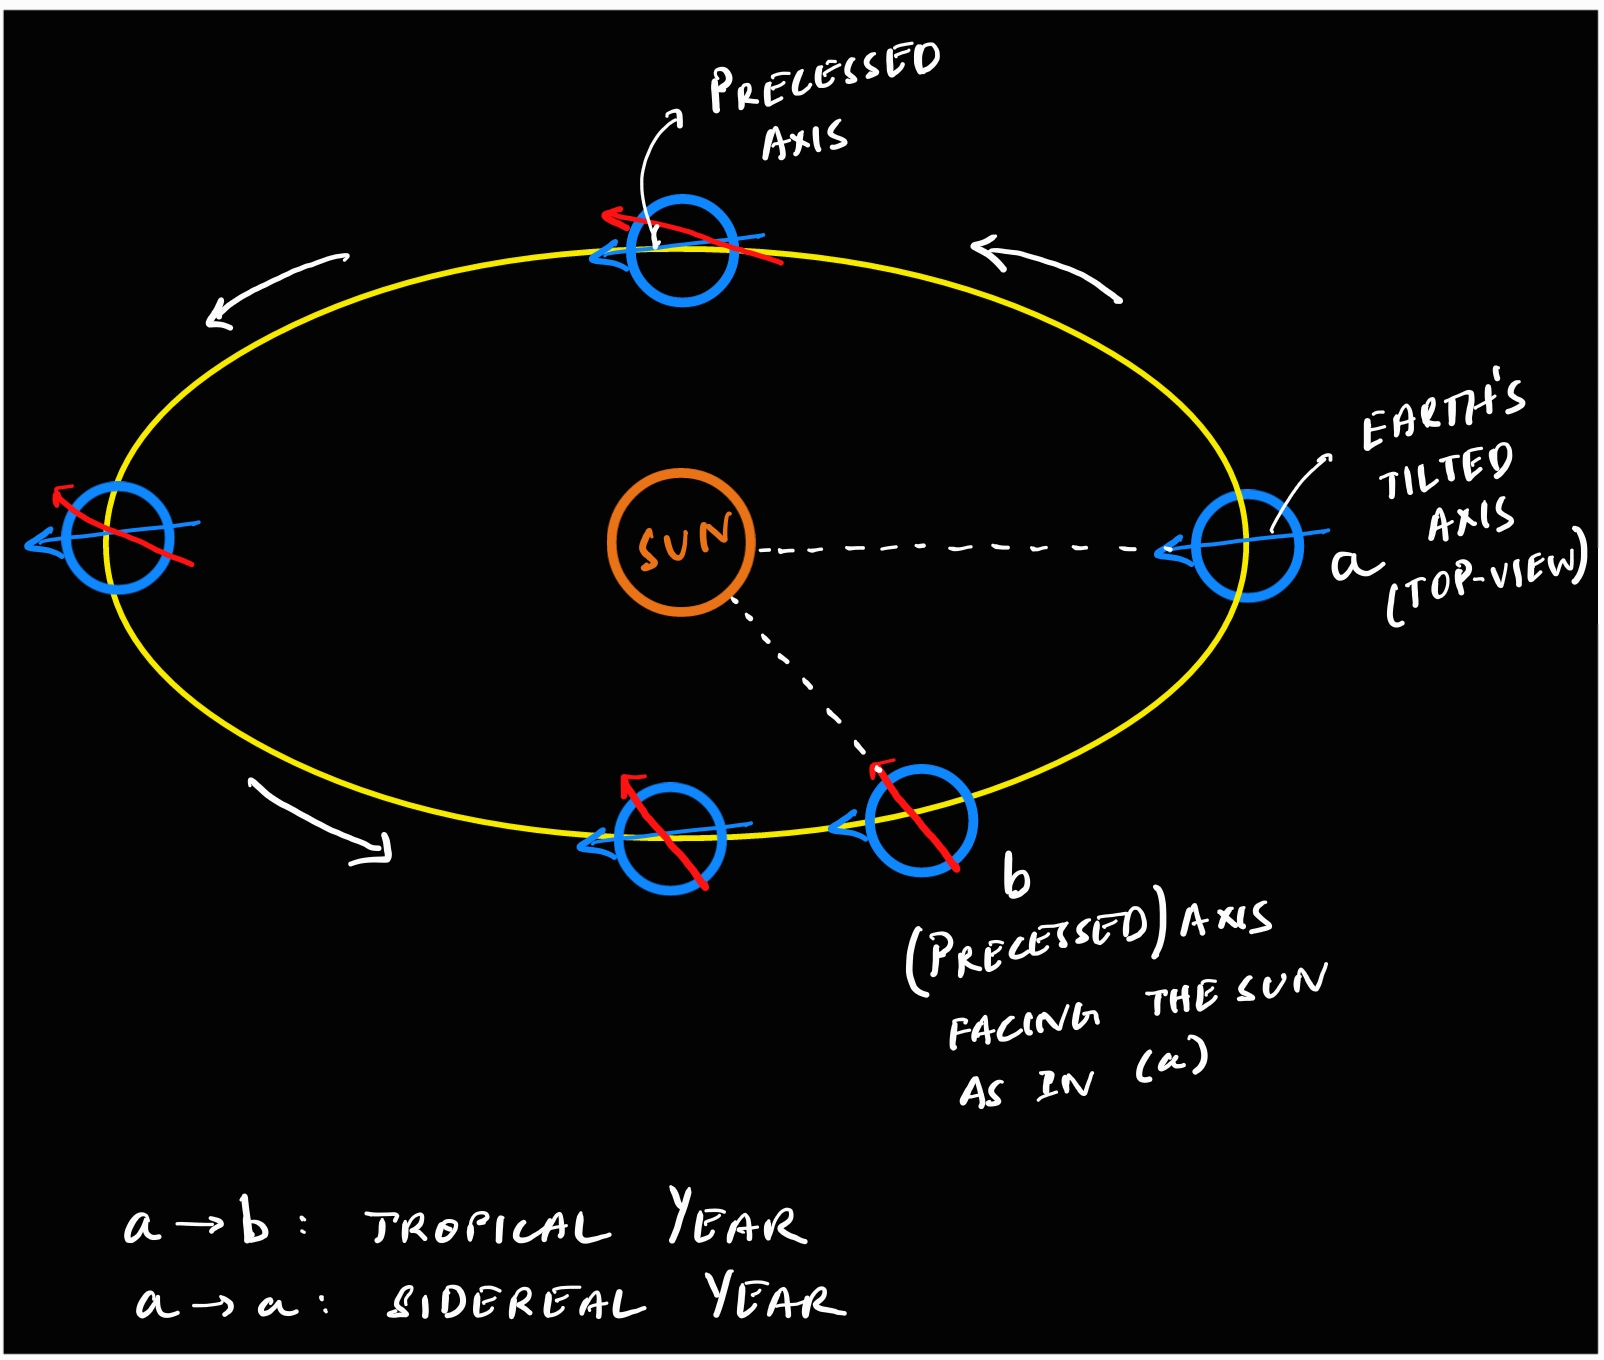 PRECESSED
AXIS
EARTH'S
TILTED
AXIS
(TOP-VIEW)
a
SUN
b
(PRECESSED) AXIS
FACING THE SUN
AS IN (a)
a → b : TROPICAL YEAR
a → a : SIDEREAL YEAR